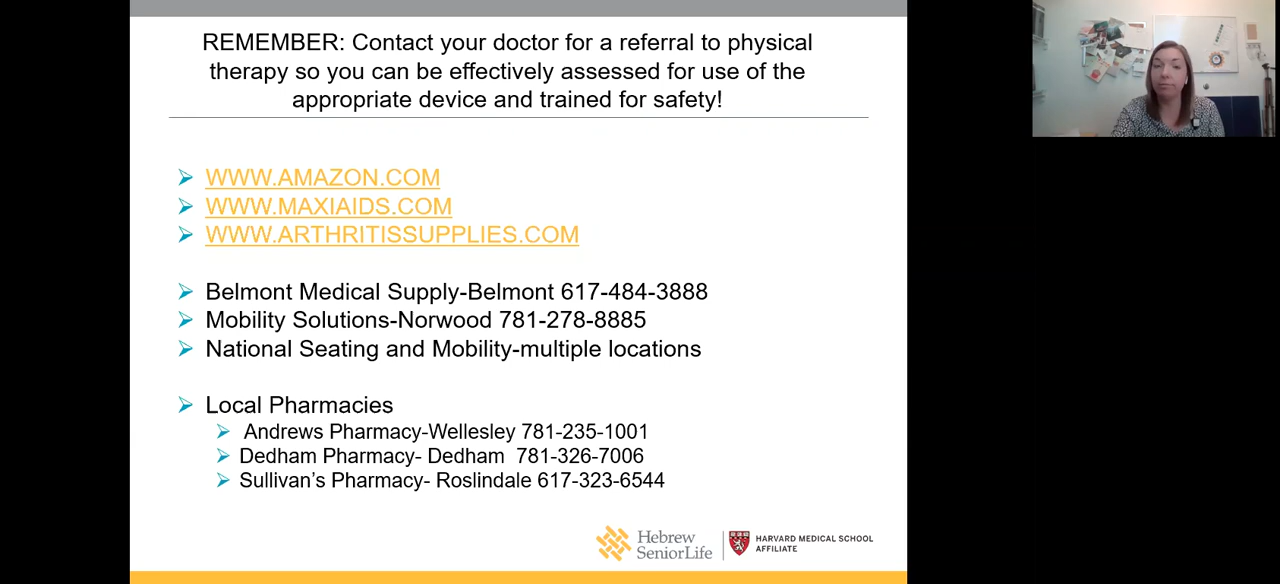 REMEMBER: Contact your doctor for a referral to physical
therapy so you can be effectively assessed for use of the
appropriate device and trained for safety!
WWW.AMAZON.COM
WWW.MAXIAIDS.COM
WWW.ARTHRITISSUPPLIES.COM
Belmont Medical Supply-Belmont 617-484-3888
Mobility Solutions-Norwood 781-278-8885
National Seating and Mobility-multiple locations
Local Pharmacies
Andrews Pharmacy-Wellesley 781-235-1001
Dedham Pharmacy- Dedham 781-326-7006
Sullivan's Pharmacy- Roslindale 617-323-6544
Hebrew
SeniorLife
HARVARD MEDICAL SCHOOL
AFFILIATE